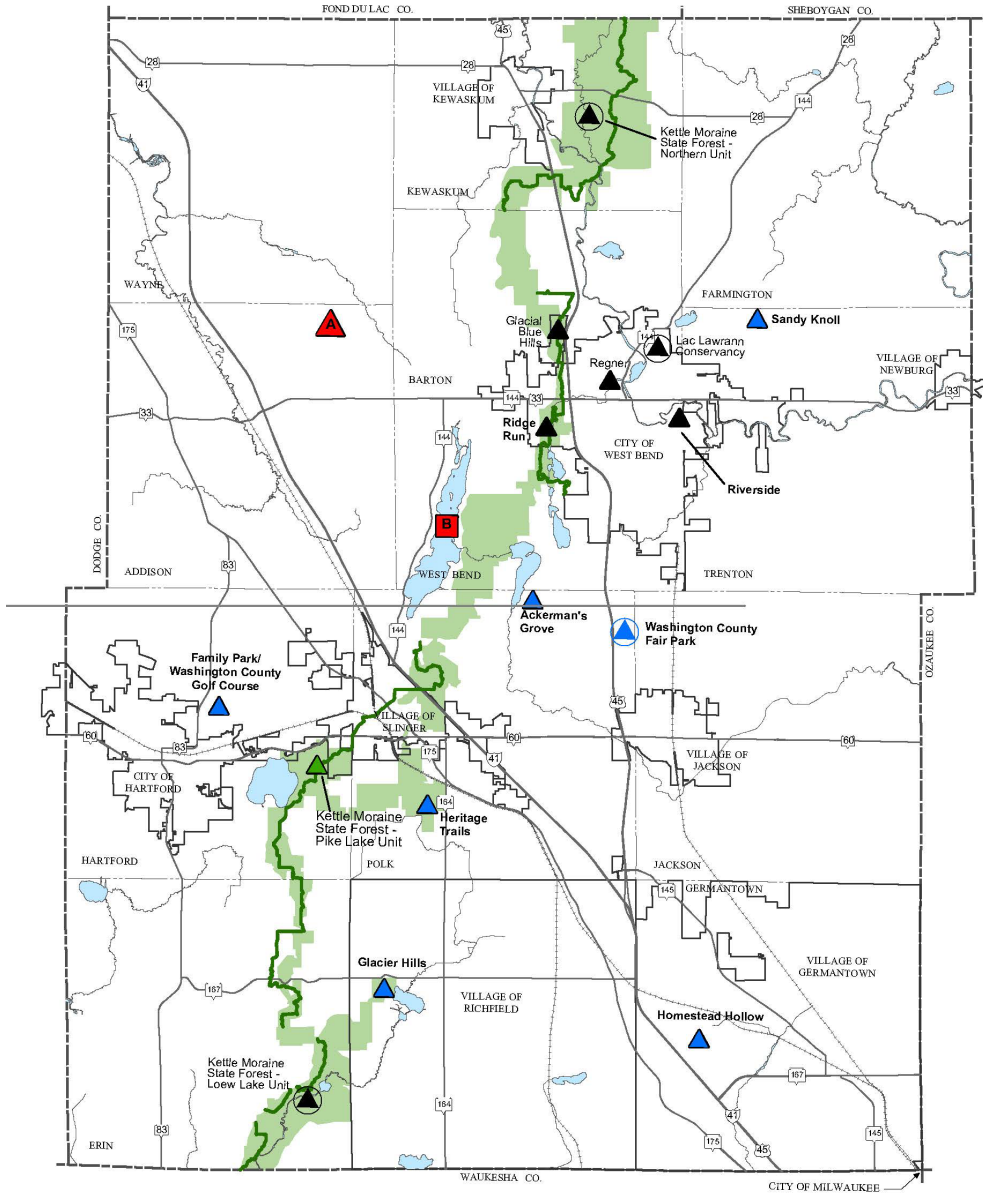 FOND DU LAC CO.
SHEBOYGAN CO.
45
28
28
28
41
28
144
28
VILLAGE OF
KEWASKUM
Kettle Moraine
State Forest -
Northern Unit
KEWASKUM
WAYNE
FARMINGTON
175
A
Glacial
Blue
Hills
144
Lac Lawrann
Conservancy
Sandy Knoll
Regner
VILLAGE OF
NEWBURG
BARTON
33
144
33
33
144
Ridge
Run
CITY OF
WEST BEND
Riverside
B
DODGE CO.
ADDISON
83
WEST BEND
TRENTON
Ackerman's
Grove
144
Washington County
Fair Park
OZAUKEE CO.
Family Park/
Washington County
Golf Course
45
VILLAGE OF
SLINGER
60
83
175
60
60
41
VILLAGE OF
JACKSON
CITY OF
HARTFORD
164
Heritage
Trails
Kettle Moraine
State Forest -
Pike Lake Unit
HARTFORD
POLK
JACKSON
145
GERMANTOWN
Glacier Hills
VILLAGE OF
GERMANTOWN
167
VILLAGE OF
RICHFIELD
Homestead Hollow
Kettle Moraine
State Forest -
Loew Lake Unit
167
164
83
41
175
45
145
ERIN
WAUKESHA CO.
CITY OF MILWAUKEE